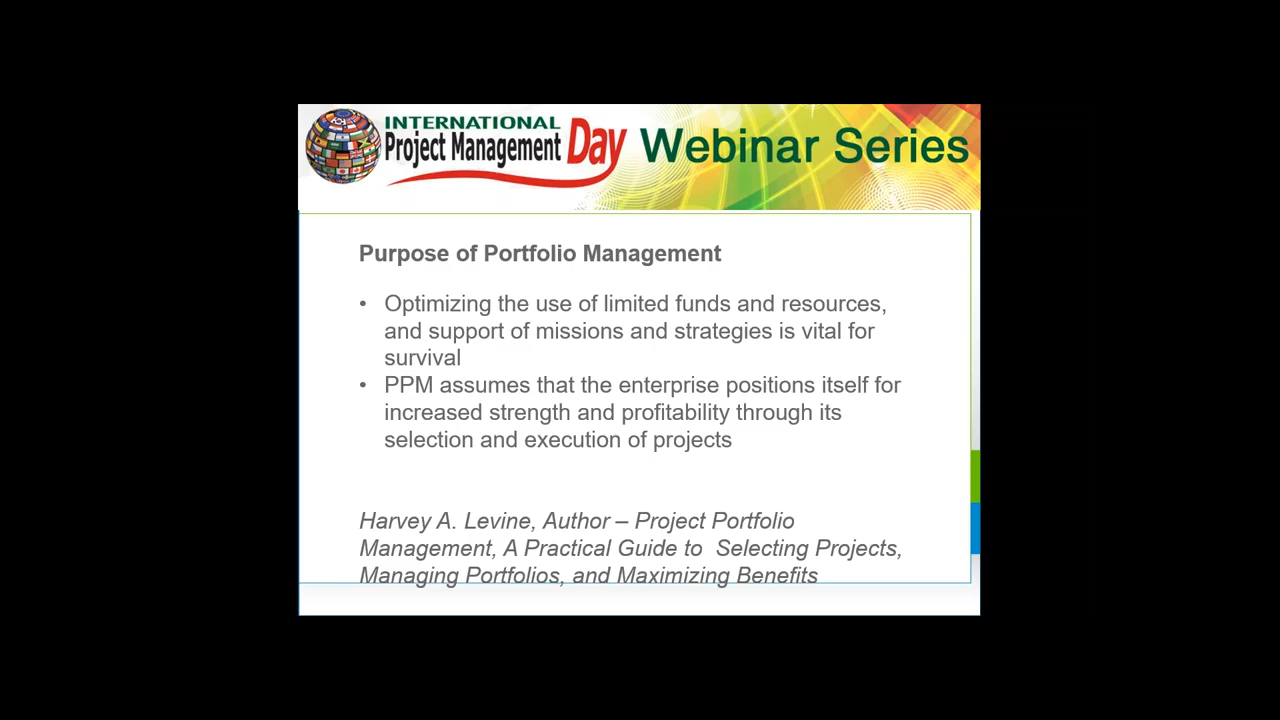 INTERNATIONAL
Project Management Day
Webinar Series
Purpose of Portfolio Management
• Optimizing the use of limited funds and resources,
and support of missions and strategies is vital for
survival
• PPM assumes that the enterprise positions itself for
increased strength and profitability through its
selection and execution of projects
Harvey A. Levine, Author – Project Portfolio
Management, A Practical Guide to  Selecting Projects,
Managing Portfolios, and Maximizing Benefits